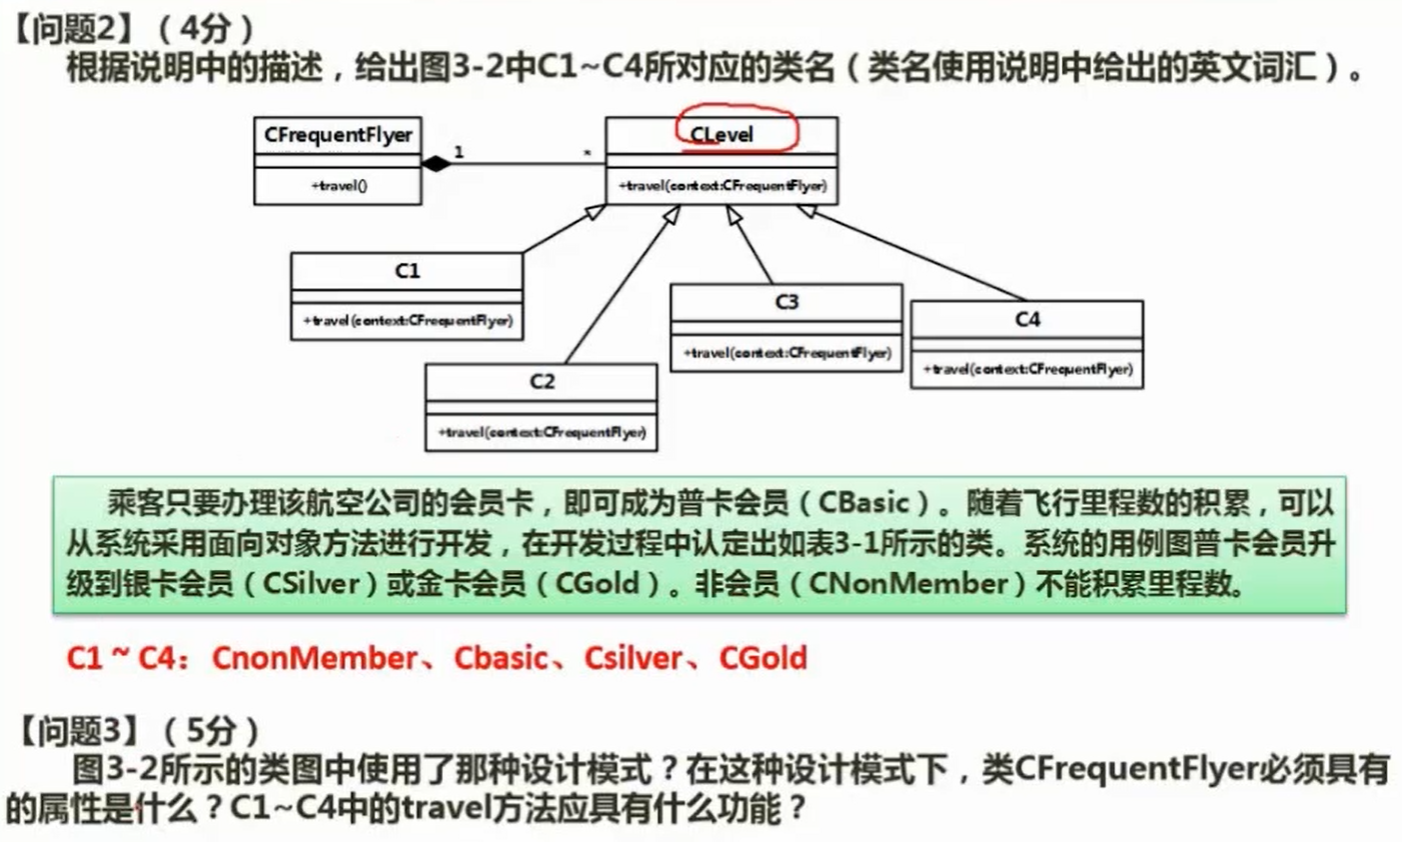 【问题2】（4分）
根据说明中的描述，给出图3-2中C1~C4所对应的类名（类名使用说明中给出的英文词汇）。
CFrequentFlyer
+travel()
1
*
CLevel
+travel(context:CFrequentFlyer)
C1
+travel(context:CFrequentFlyer)
C2
+travel(context:CFrequentFlyer)
C3
+travel(context:CFrequentFlyer)
C4
+travel(context:CFrequentFlyer)
乘客只要办理该航空公司的会员卡，即可成为普卡会员（CBasic）。随着飞行里程数的积累，可以
从系统采用面向对象方法进行开发，在开发过程中认定出如表3-1所示的类。系统的用例图普卡会员升
级到银卡会员（CSilver）或金卡会员（CGold）。非会员（CNonMember）不能积累里程数。
C1 ~ C4：CnonMember、Cbasic、Csilver、CGold
【问题3】（5分）
图3-2所示的类图中使用了那种设计模式？在这种设计模式下，类CFrequentFlyer必须具有
的属性是什么？C1~C4中的travel方法应具有什么功能？